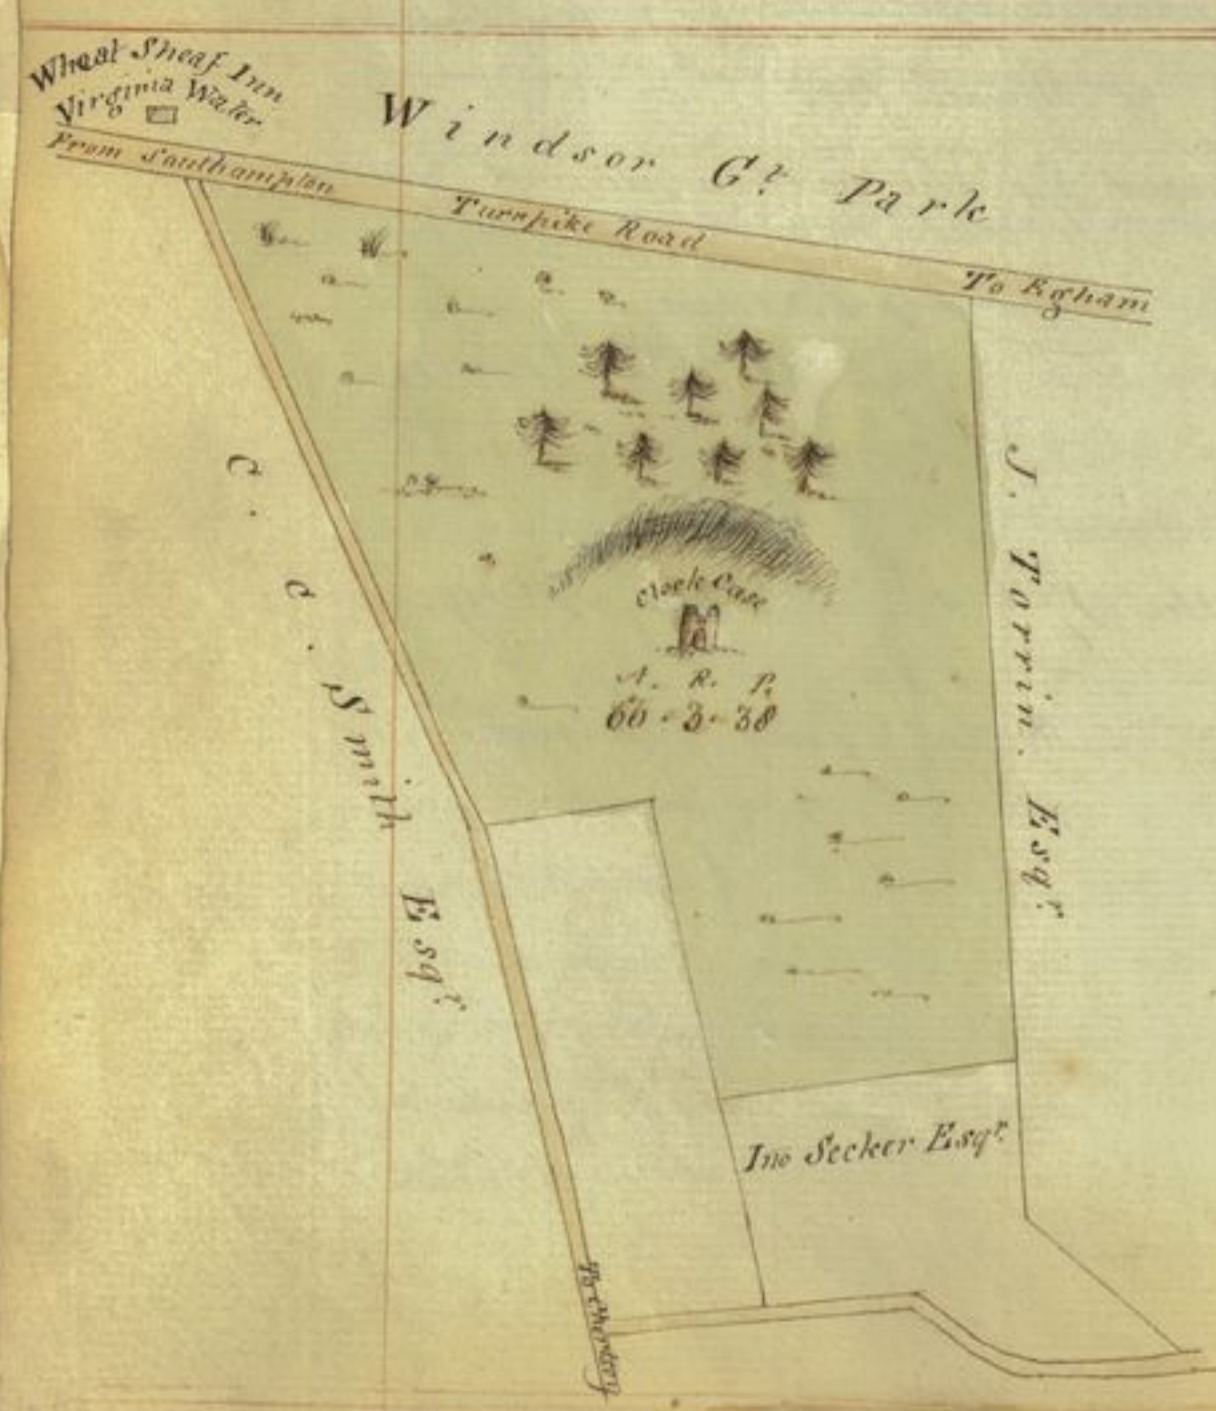 Wheat Sheaf Inn
Virginia Water
Windsor Gt. Park
From Southampton
Turnpike Road
To Egham
C. C. Smith Esqr.
J. Torrin. Esqr.
Clock Case
A. R. P.
66 . 3 . 38
Jno Secker Esqr.
To Chertsey